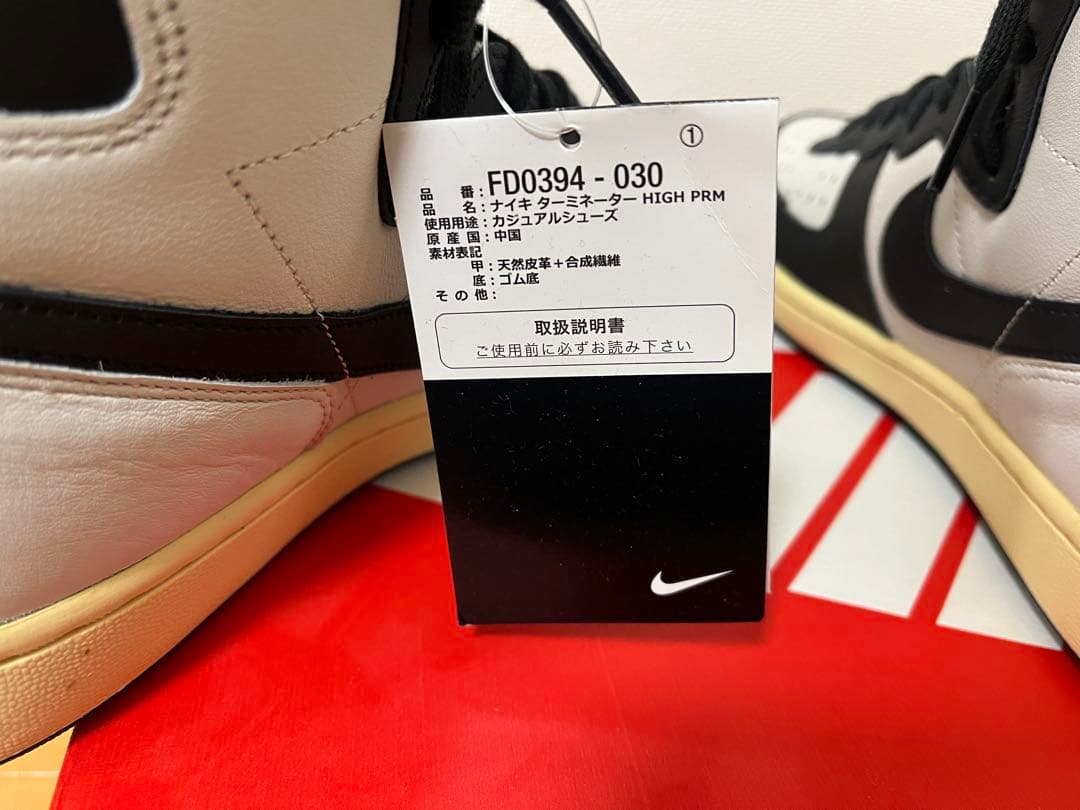 ①
品番：FD0394 - 030
品名：ナイキ ターミネーター HIGH PRM
使用用途：カジュアルシューズ
原産国：中国
素材表記
甲：天然皮革＋合成繊維
底：ゴム底
その他：
取扱説明書
ご使用前に必ずお読み下さい